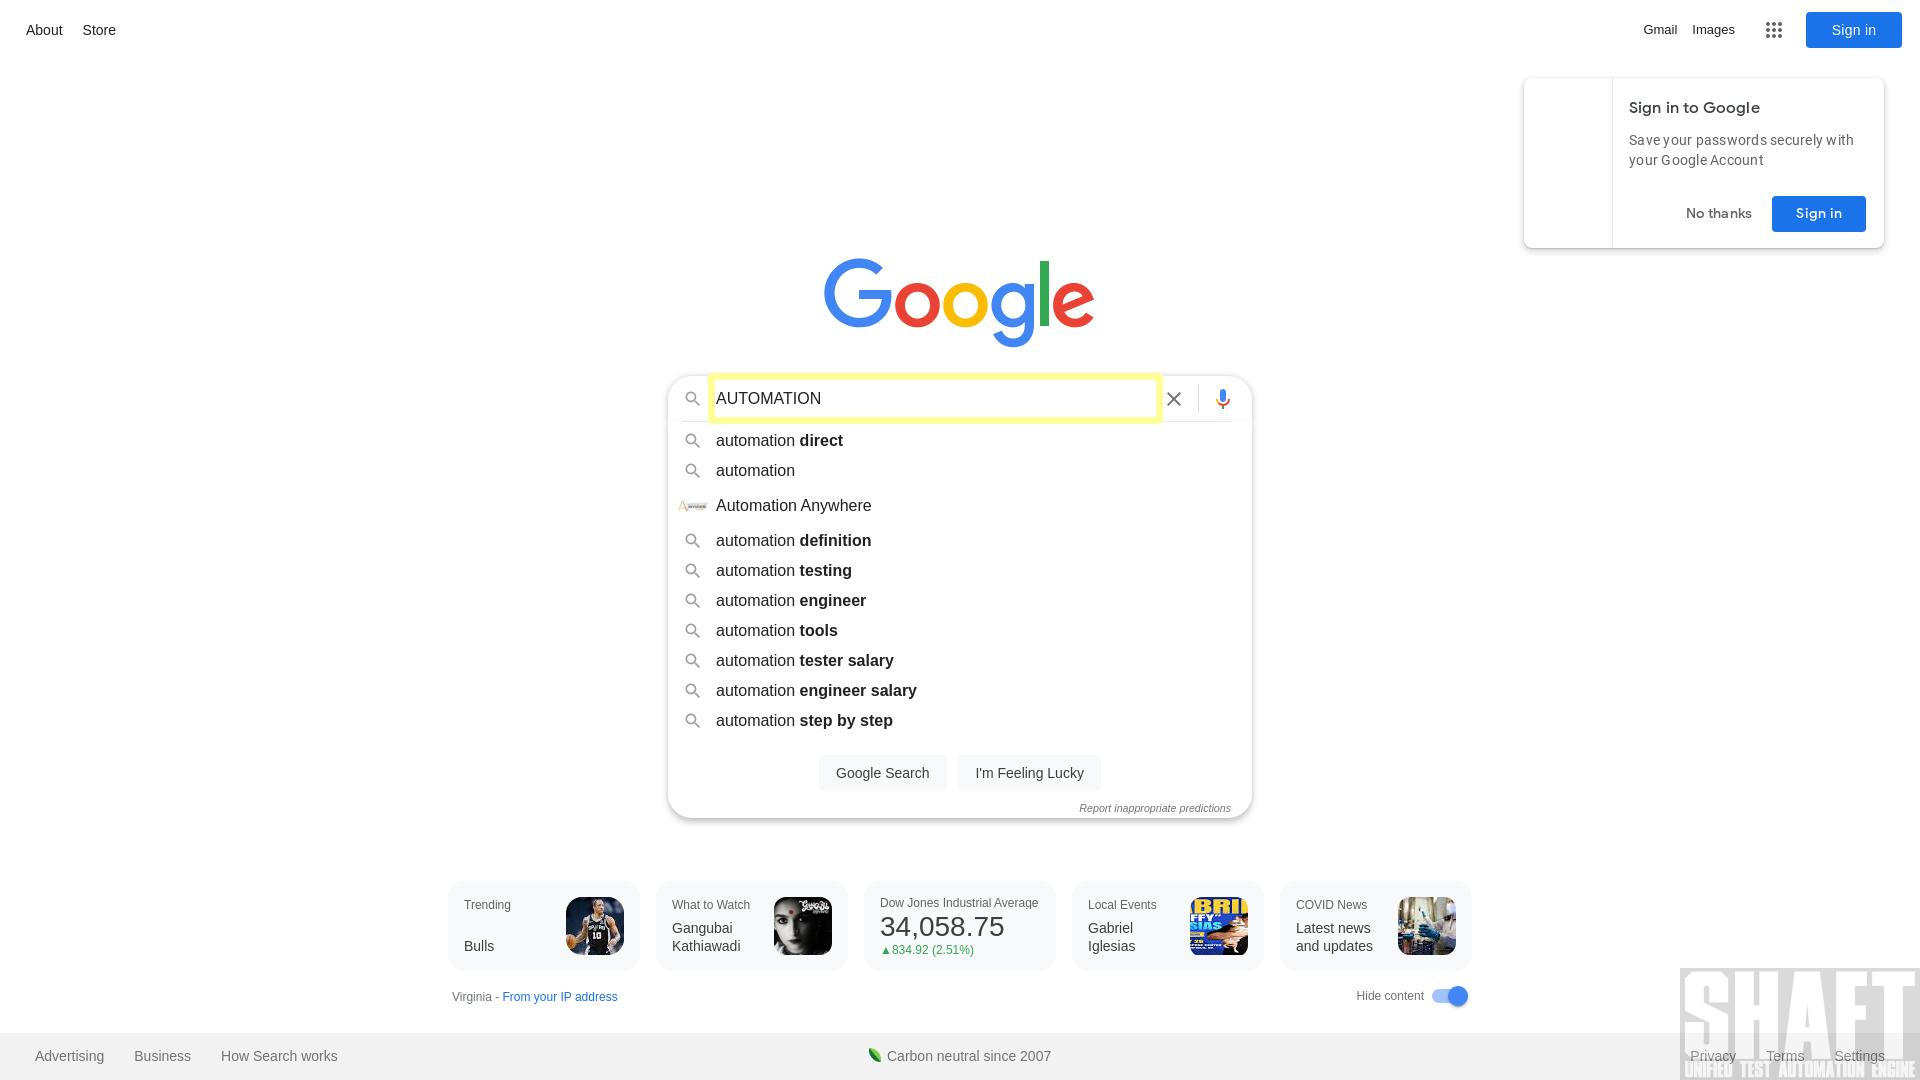 About Store
Gmail Images Sign in
Sign in to Google
Save your passwords securely with
your Google Account
No thanks Sign in
Google
AUTOMATION
automation direct
automation
Automation Anywhere
automation definition
automation testing
automation engineer
automation tools
automation tester salary
automation engineer salary
automation step by step
Google Search I'm Feeling Lucky
Report inappropriate predictions
Trending
Bulls
What to Watch
Gangubai
Kathiawadi
Dow Jones Industrial Average
34,058.75
▲834.92 (2.51%)
Local Events
Gabriel
Iglesias
COVID News
Latest news
and updates
Virginia - From your IP address
Hide content
Advertising Business How Search works
Carbon neutral since 2007
Privacy Terms Settings
SHAFT
UNIFIED TEST AUTOMATION ENGINE